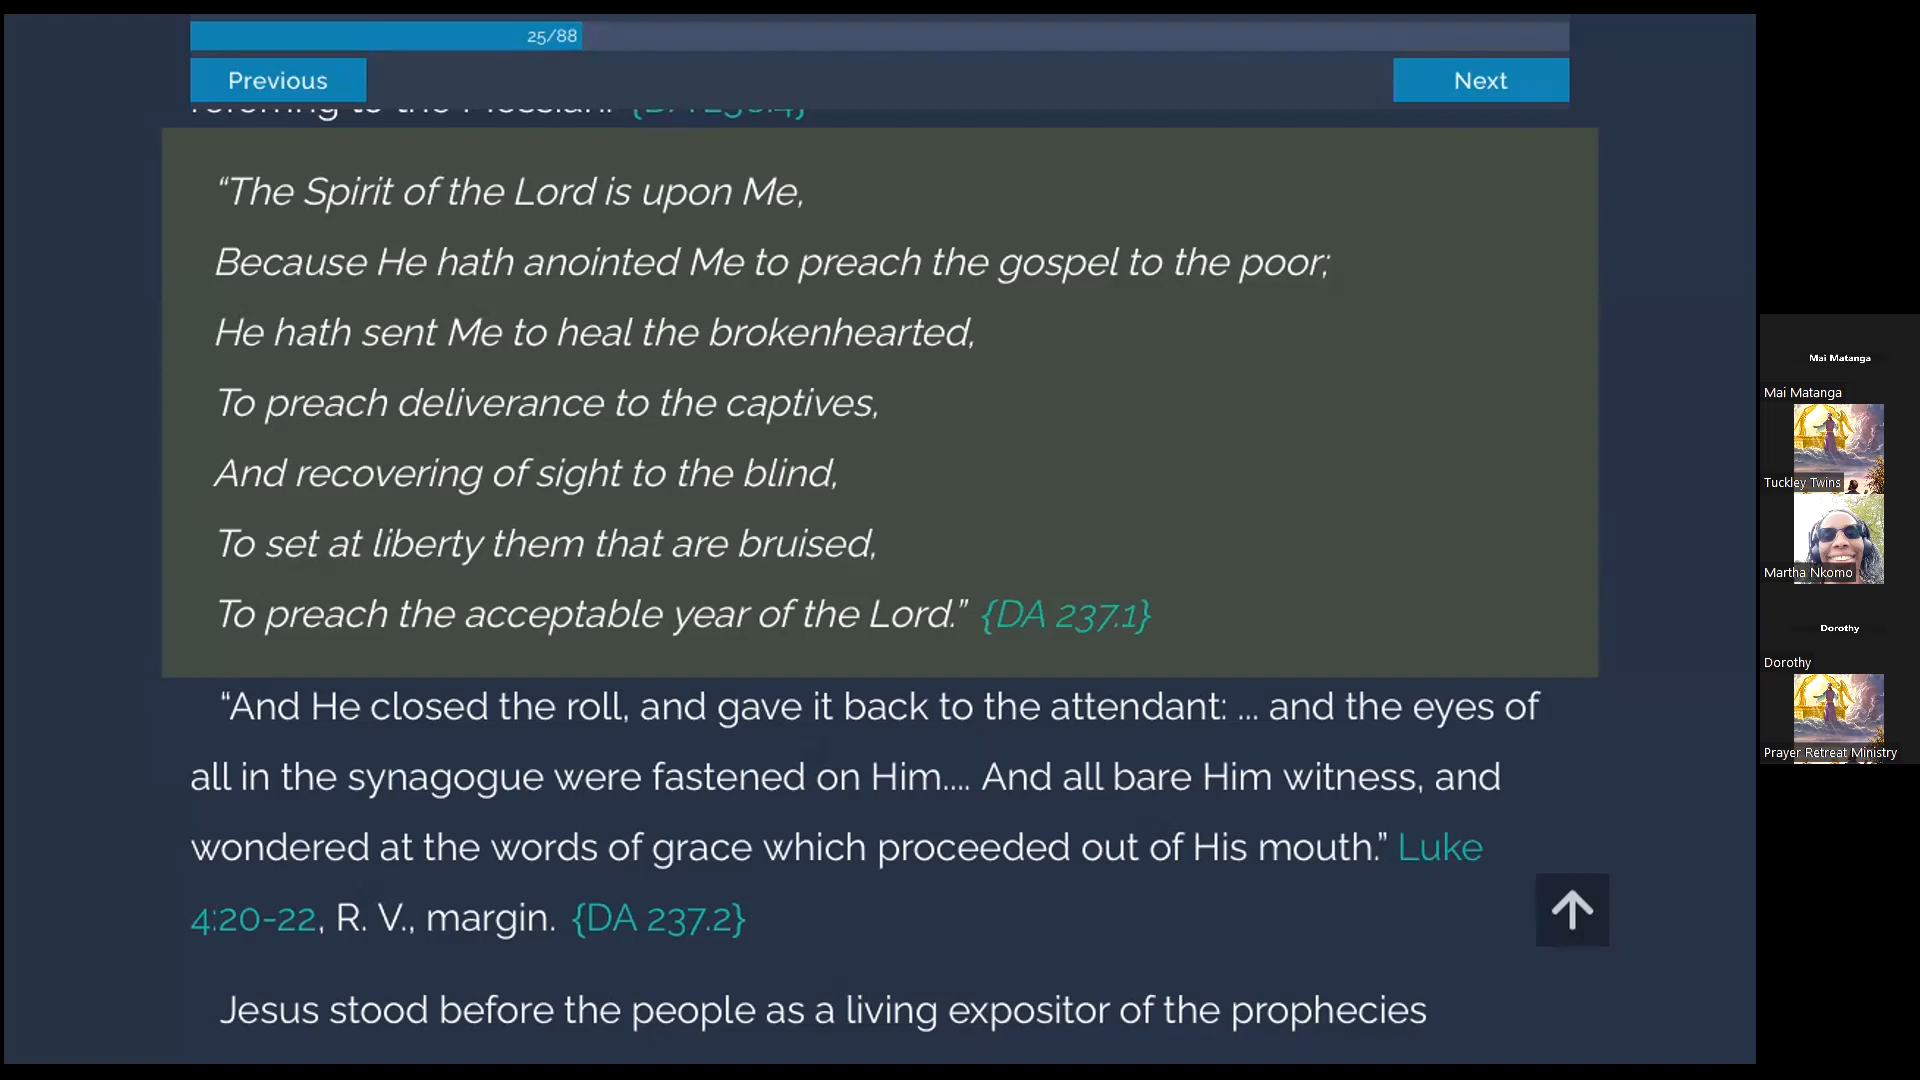 25/88
Previous
Next
referring to the Messiah. {DA 236.4}
“The Spirit of the Lord is upon Me,
Because He hath anointed Me to preach the gospel to the poor;
He hath sent Me to heal the brokenhearted,
To preach deliverance to the captives,
And recovering of sight to the blind,
To set at liberty them that are bruised,
To preach the acceptable year of the Lord.” {DA 237.1}
“And He closed the roll, and gave it back to the attendant: ... and the eyes of
all in the synagogue were fastened on Him.... And all bare Him witness, and
wondered at the words of grace which proceeded out of His mouth.” Luke
4:20-22, R. V., margin. {DA 237.2}
Jesus stood before the people as a living expositor of the prophecies
Mai Matanga
Mai Matanga
Tuckley Twins
Martha Nkomo
Dorothy
Dorothy
Prayer Retreat Ministry